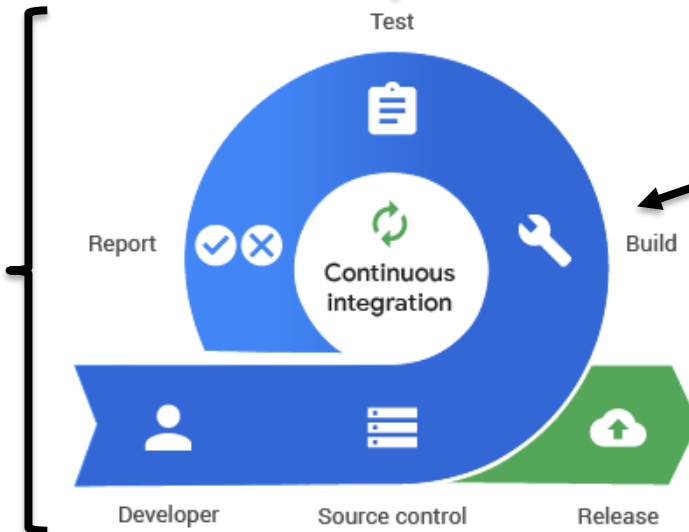 Test
Report
Continuous
integration
Build
Developer
Source control
Release